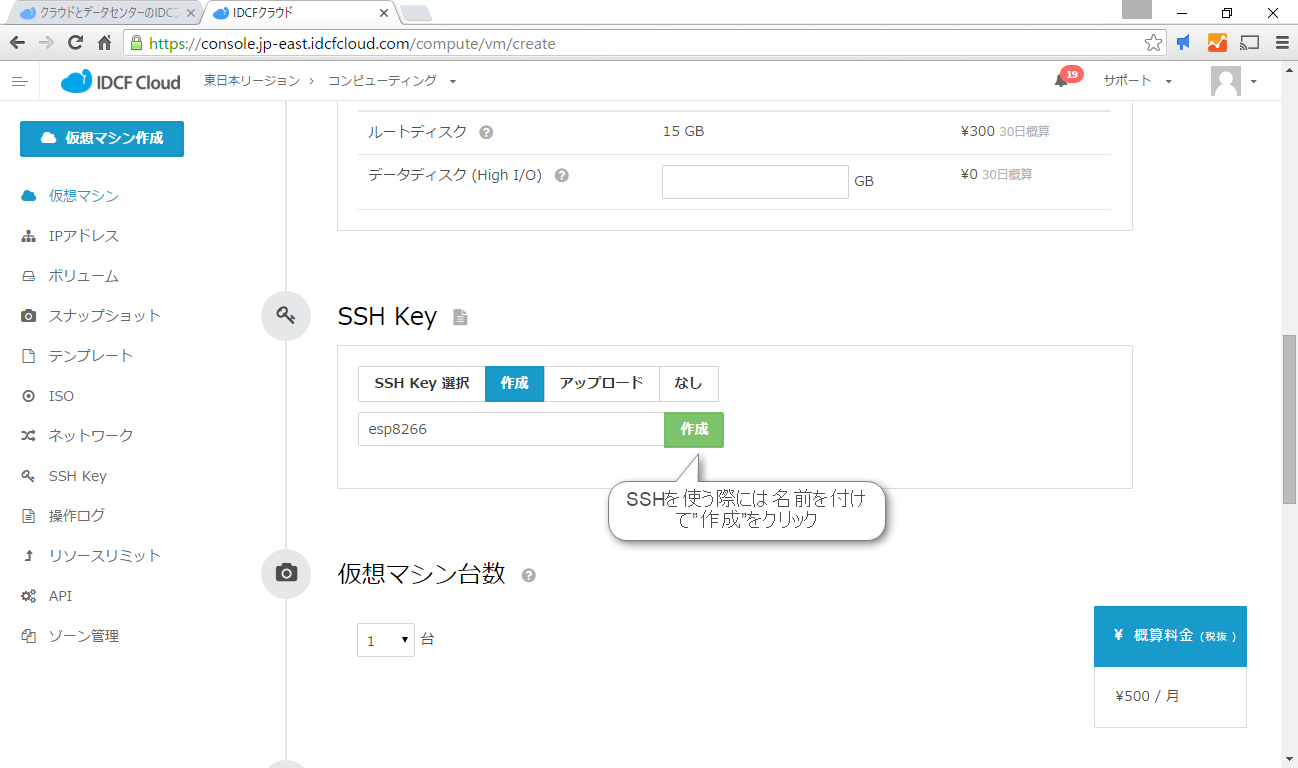 クラウドとデータセンターのIDCフ
IDCFクラウド
https://console.jp-east.idcfcloud.com/compute/vm/create
IDCF Cloud
東日本リージョン > コンピューティング
19
サポート
仮想マシン作成
仮想マシン
IPアドレス
ボリューム
スナップショット
テンプレート
ISO
ネットワーク
SSH Key
操作ログ
リソースリミット
API
ゾーン管理
ルートディスク ? 15 GB ¥300 30日概算
データディスク (High I/O) ? GB ¥0 30日概算
SSH Key
SSH Key 選択 作成 アップロード なし
esp8266 作成
SSHを使う際には名前を付け
て"作成"をクリック
仮想マシン台数 ?
1 台
¥ 概算料金 (税抜)
¥500 / 月